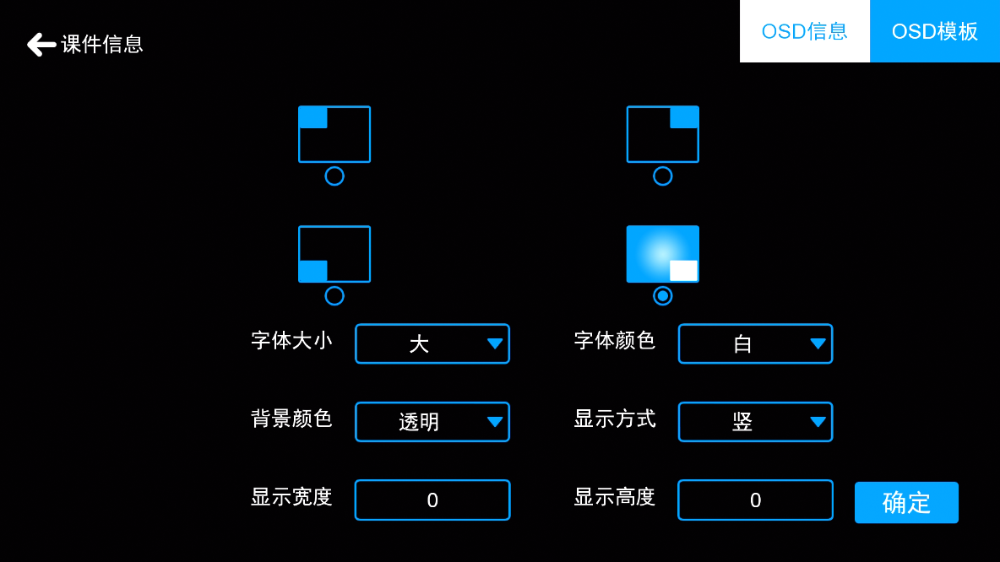 课件信息
OSD信息
OSD模板
字体大小
大
字体颜色
白
背景颜色
透明
显示方式
竖
显示宽度
0
显示高度
0
确定